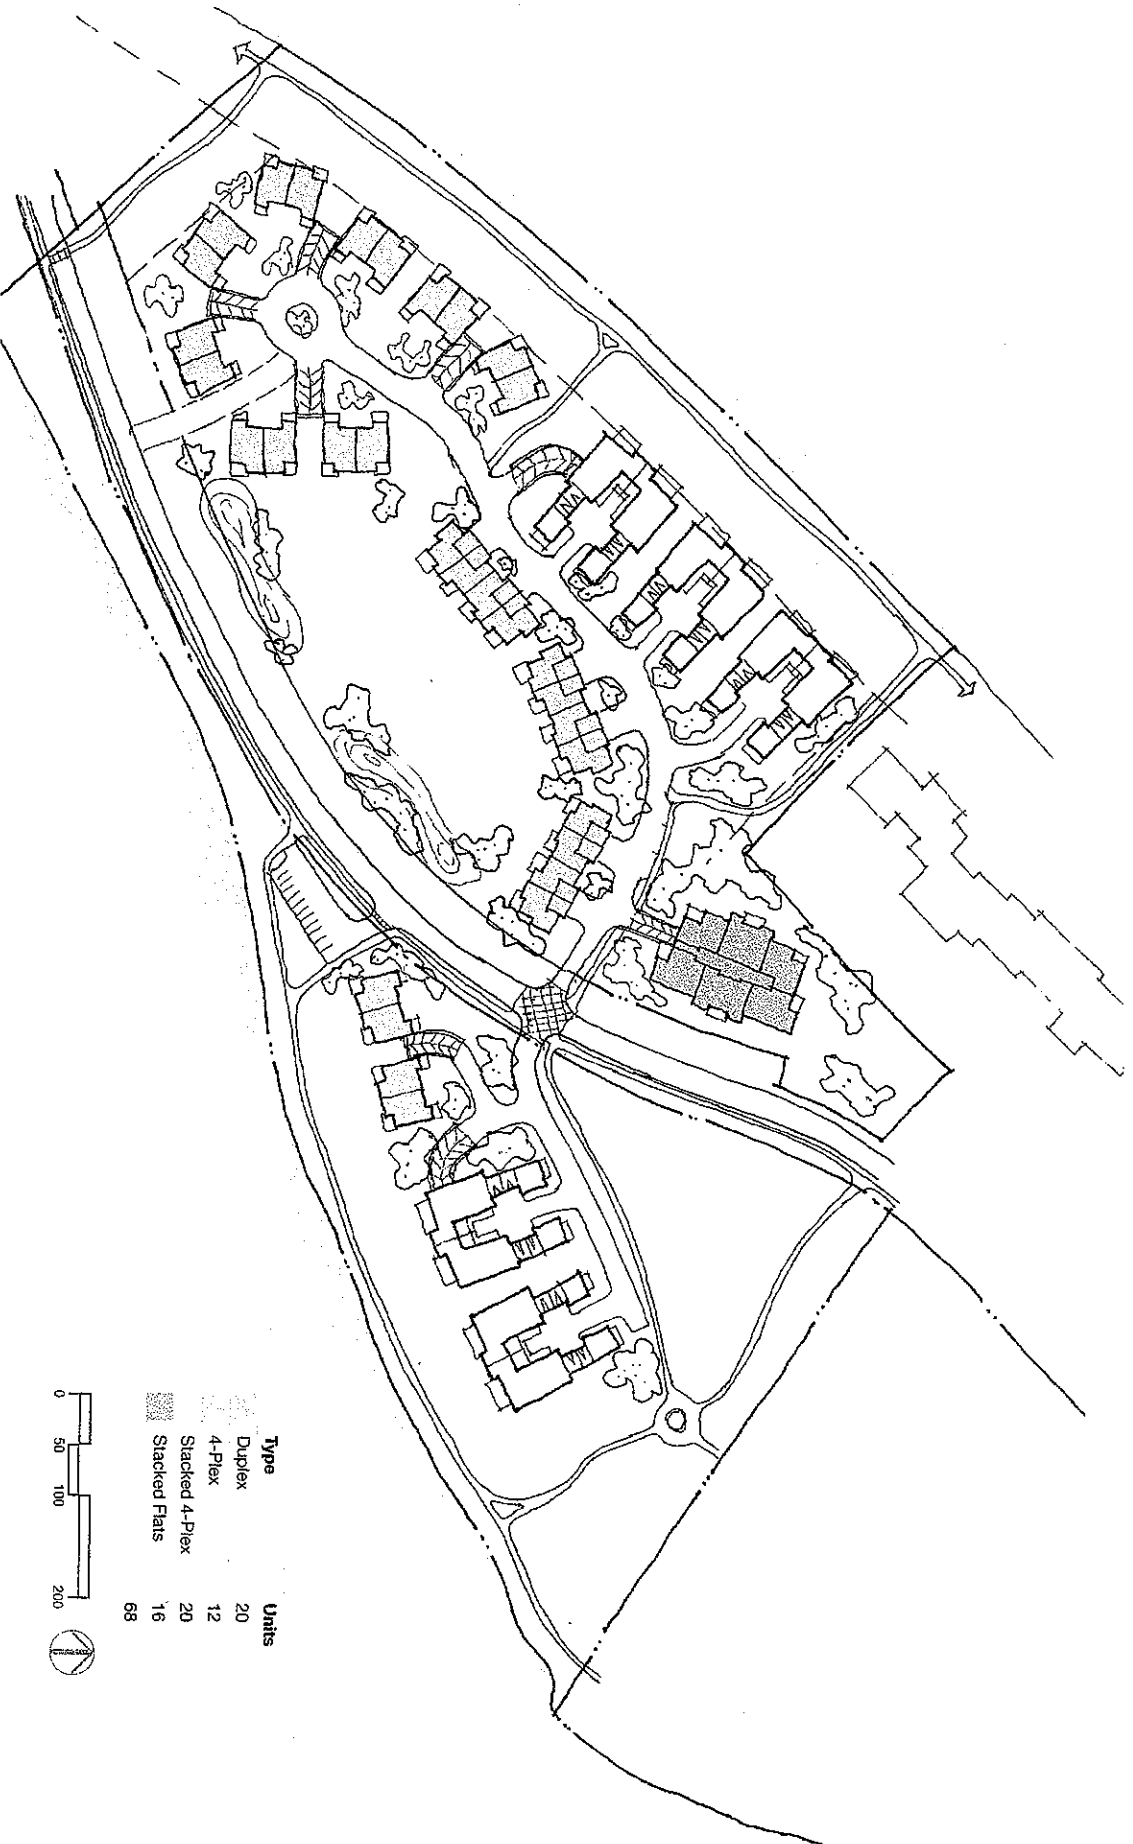 Type Units
Duplex 20
4-Plex 12
Stacked 4-Plex 20
Stacked Flats 16
68
0 50 100 200